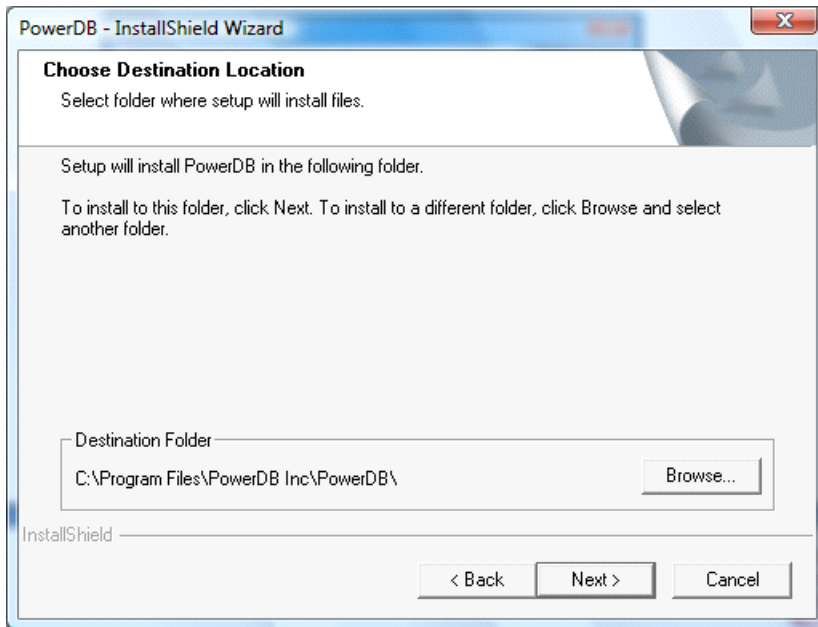 PowerDB - InstallShield Wizard
Choose Destination Location
Select folder where setup will install files.
Setup will install PowerDB in the following folder.
To install to this folder, click Next. To install to a different folder, click Browse and select
another folder.
Destination Folder
C:\Program Files\PowerDB Inc\PowerDB\
Browse...
InstallShield
< Back
Next >
Cancel